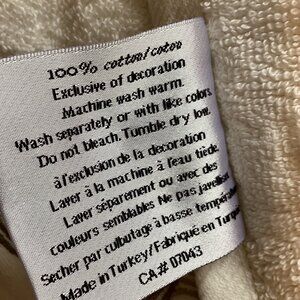 100% cotton/coton
Exclusive of decoration
Machine wash warm.
Wash separately or with like colors.
Do not bleach. Tumble dry low.
à l'exclusion de la decoration
Laver à la machine à l'eau tiède.
Laver séparement ou avec des
couleurs semblables Ne pas javelliser
Secher par culbutage à basse
Made in Turkey/Fabriqué en
CA# 07043